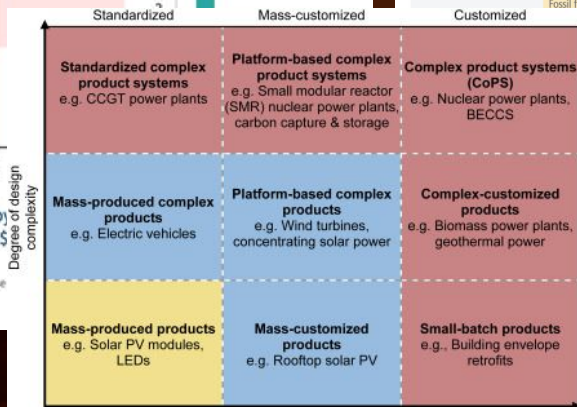 Fossil f
Standardized
Mass-customized
Customized
Degree of design
complexity
Standardized complex
product systems
e.g. CCGT power plants
Platform-based complex
product systems
e.g. Small modular reactor
(SMR) nuclear power plants,
carbon capture & storage
Complex product systems
(CoPS)
e.g. Nuclear power plants,
BECCS
Mass-produced complex
products
e.g. Electric vehicles
Platform-based complex
products
e.g. Wind turbines,
concentrating solar power
Complex-customized
products
e.g. Biomass power plants,
geothermal power
Mass-produced products
e.g. Solar PV modules,
LEDs
Mass-customized
products
e.g. Rooftop solar PV
Small-batch products
e.g., Building envelope
retrofits